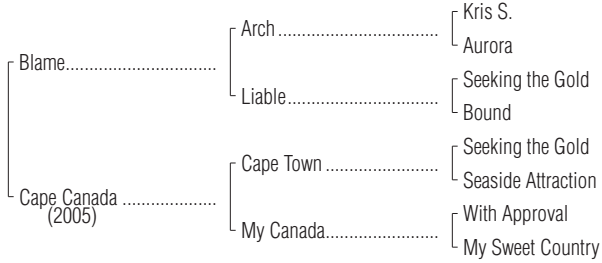 Kris S.
Arch ..................................
Aurora
Blame................................
Seeking the Gold
Liable................................
Bound
Seeking the Gold
Cape Town ........................
Seaside Attraction
Cape Canada ....................
(2005)
With Approval
My Canada........................
My Sweet Country